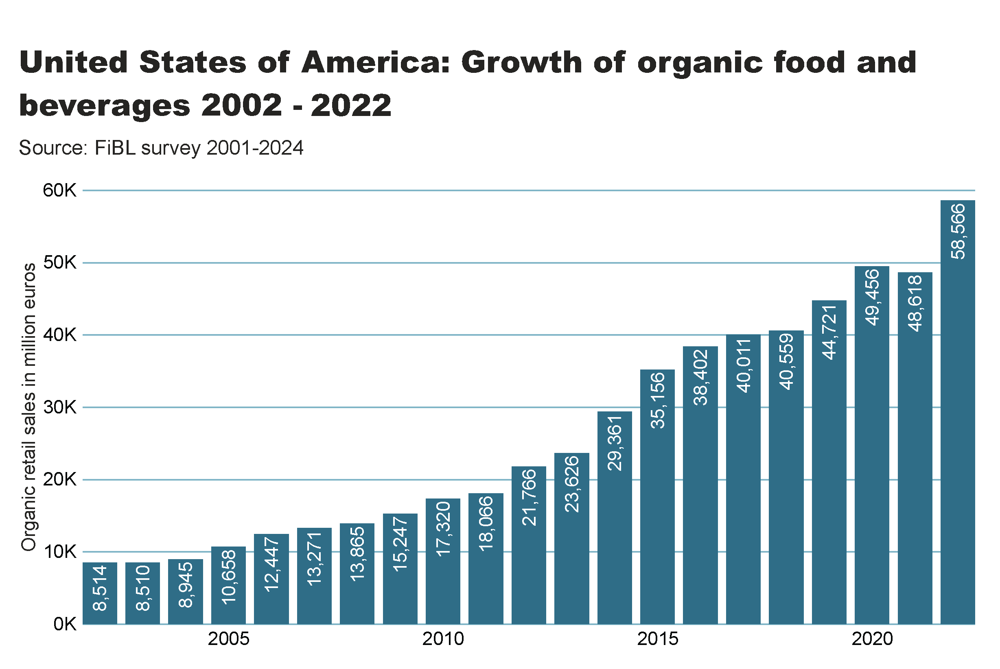 United States of America: Growth of organic food and
beverages 2002 - 2022
Source: FiBL survey 2001-2024
Organic retail sales in million euros
60K
50K
40K
30K
20K
10K
0K
8,514
8,510
8,945
10,658
12,447
13,271
13,865
15,247
17,320
18,066
21,766
23,626
29,361
35,156
38,402
40,011
40,559
44,721
49,456
48,618
58,566
2005
2010
2015
2020